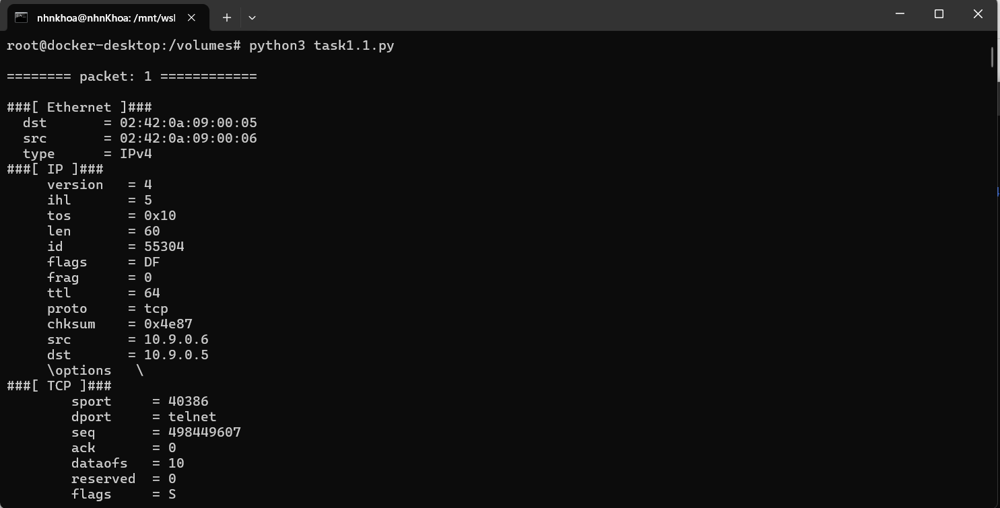 nhnkhoa@nhnKhoa: /mnt/wsl
root@docker-desktop:/volumes# python3 task1.1.py
======== packet: 1 ============
###[ Ethernet ]###
  dst       = 02:42:0a:09:00:05
  src       = 02:42:0a:09:00:06
  type      = IPv4
###[ IP ]###
     version   = 4
     ihl       = 5
     tos       = 0x10
     len       = 60
     id        = 55304
     flags     = DF
     frag      = 0
     ttl       = 64
     proto     = tcp
     chksum    = 0x4e87
     src       = 10.9.0.6
     dst       = 10.9.0.5
     \options   \
###[ TCP ]###
        sport     = 40386
        dport     = telnet
        seq       = 498449607
        ack       = 0
        dataofs   = 10
        reserved  = 0
        flags     = S